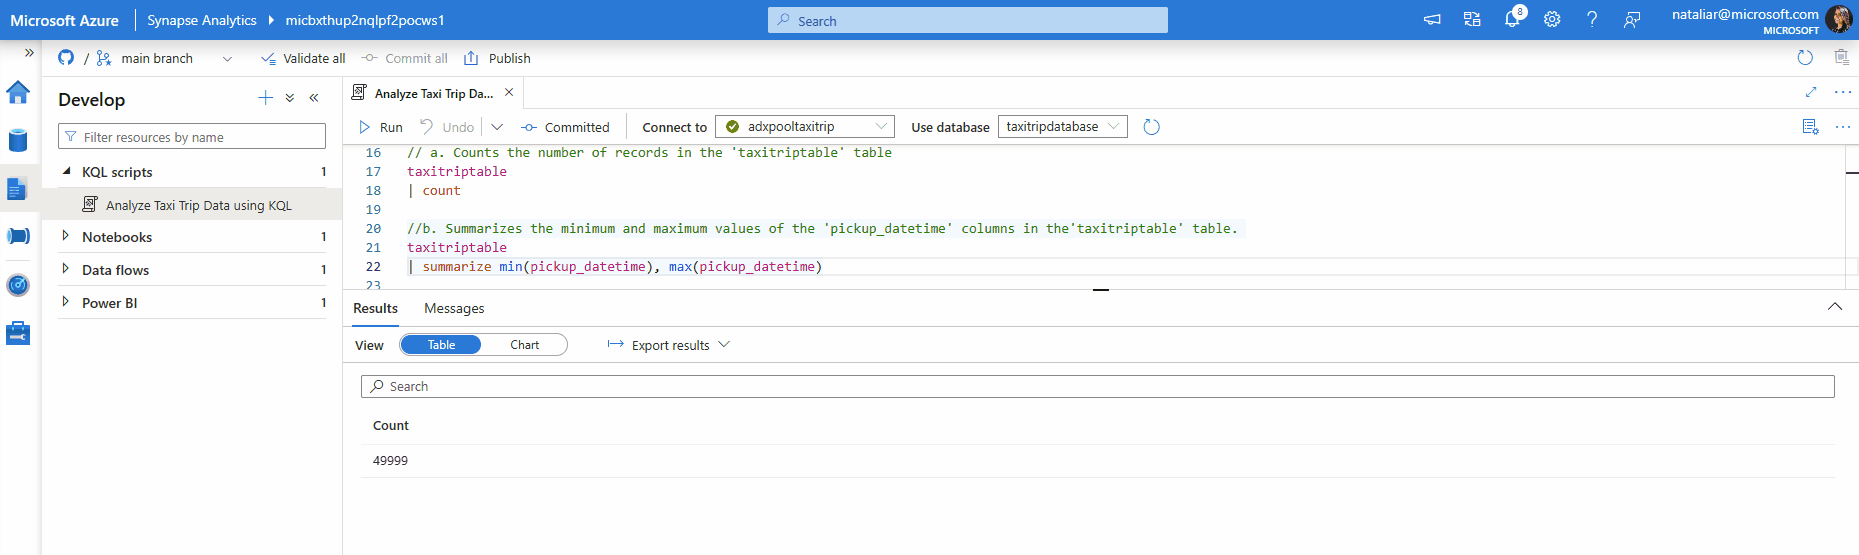 Microsoft Azure Synapse Analytics micbxthup2nqlpf2pocws1 Search 8 nataliar@microsoft.com
MICROSOFT
» / main branch Validate all Commit all Publish
Develop
Analyze Taxi Trip Da... ×
Filter resources by name
Run Undo Committed Connect to adxpooltaxitrip Use database taxitripdatabase
KQL scripts 1
Analyze Taxi Trip Data using KQL
Notebooks 1
Data flows 1
Power BI 1
16 // a. Counts the number of records in the 'taxitriptable' table
17 taxitriptable
18 | count
19
20 //b. Summarizes the minimum and maximum values of the 'pickup_datetime' columns in the'taxitriptable' table.
21 taxitriptable
22 | summarize min(pickup_datetime), max(pickup_datetime)
23
Results Messages
View Table Chart Export results
Search
Count
49999